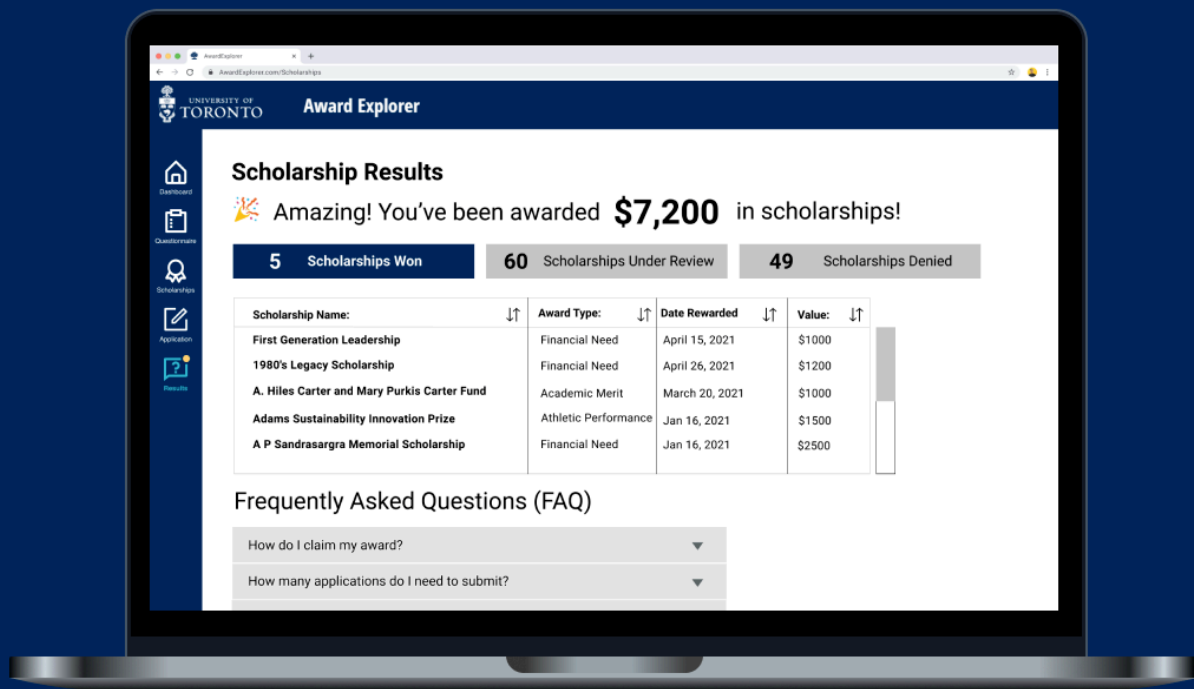 AwardExplorer
AwardExplorer.com/Scholarships
UNIVERSITY OF
TORONTO
Award Explorer
Dashboard
Questionnaire
Scholarships
Application
Results
Scholarship Results
Amazing! You've been awarded $7,200 in scholarships!
5 Scholarships Won 60 Scholarships Under Review 49 Scholarships Denied
Scholarship Name: Award Type: Date Rewarded Value:
First Generation Leadership Financial Need April 15, 2021 $1000
1980's Legacy Scholarship Financial Need April 26, 2021 $1200
A. Hiles Carter and Mary Purkis Carter Fund Academic Merit March 20, 2021 $1000
Adams Sustainability Innovation Prize Athletic Performance Jan 16, 2021 $1500
A P Sandrasargra Memorial Scholarship Financial Need Jan 16, 2021 $2500
Frequently Asked Questions (FAQ)
How do I claim my award?
How many applications do I need to submit?